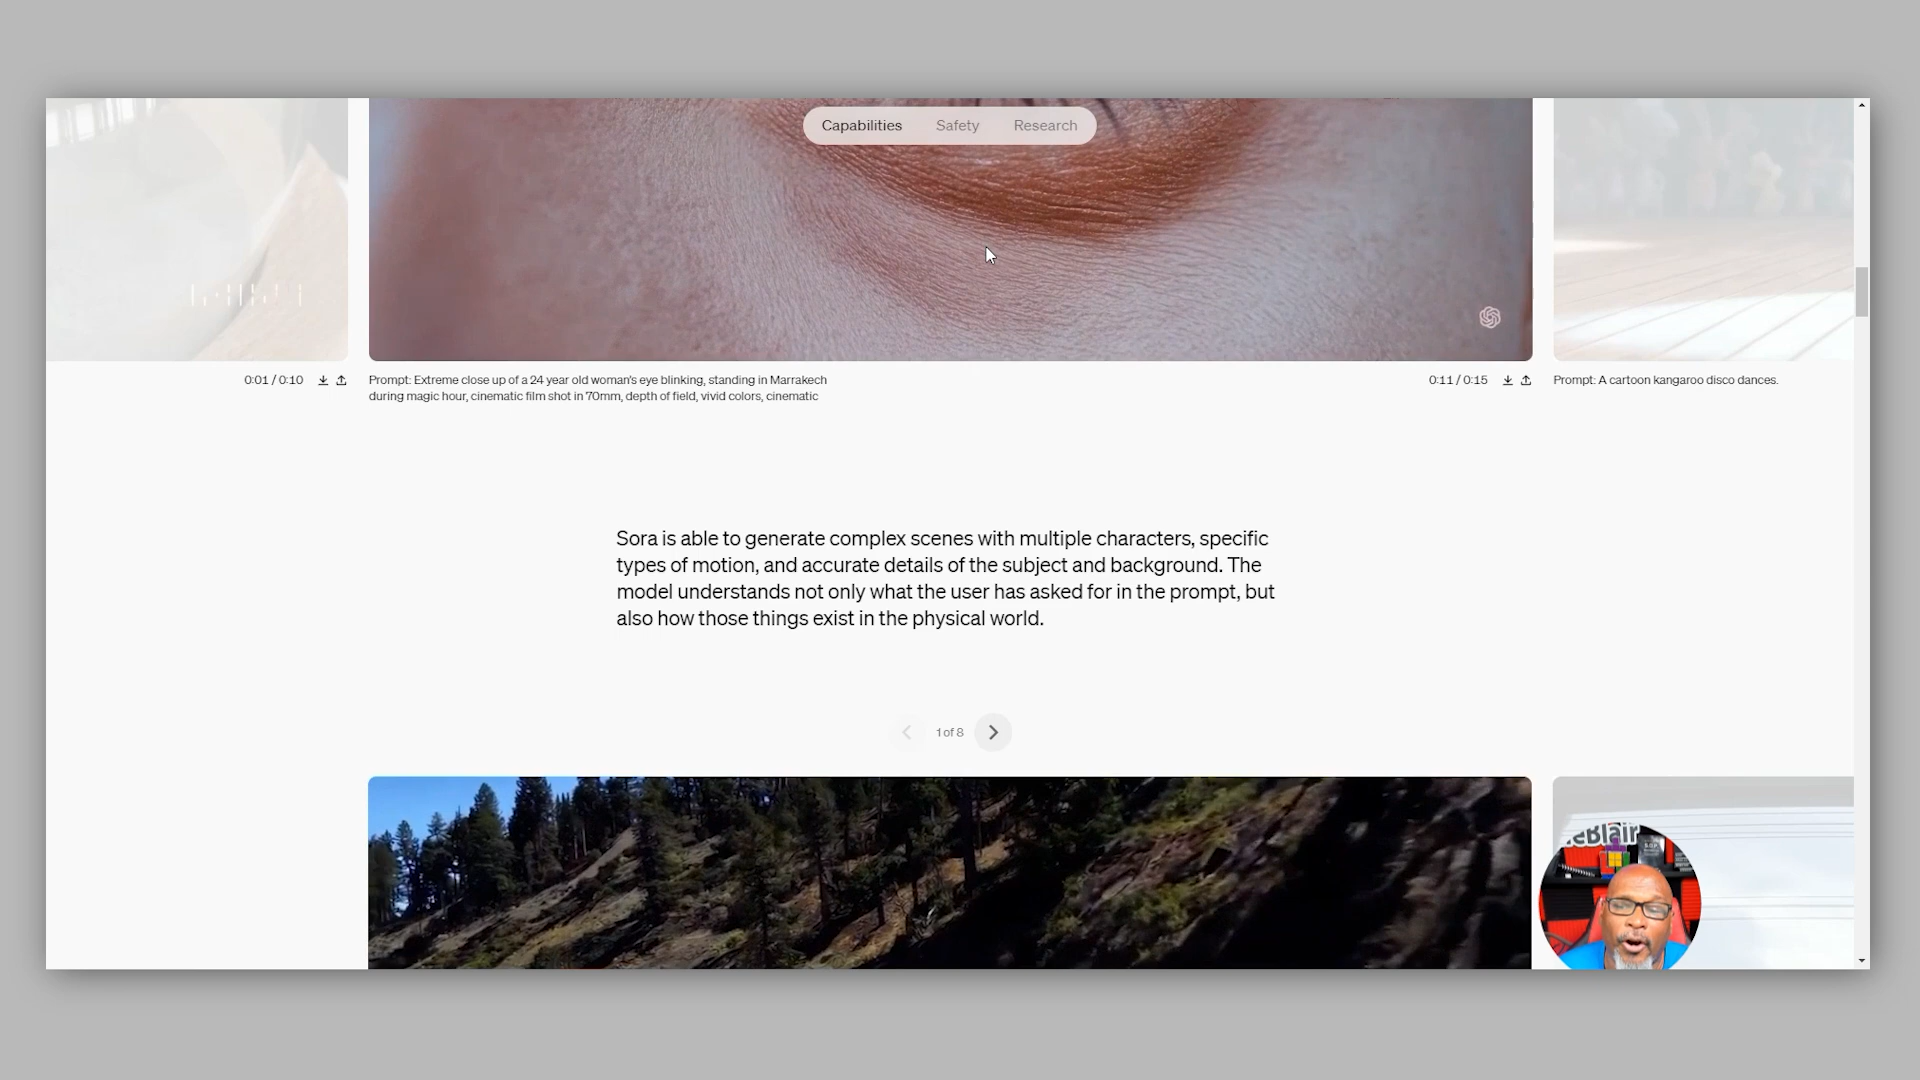 Capabilities
Safety
Research
0:01 / 0:10
Prompt: Extreme close up of a 24 year old woman's eye blinking, standing in Marrakech
during magic hour, cinematic film shot in 70mm, depth of field, vivid colors, cinematic
0:11 / 0:15
Prompt: A cartoon kangaroo disco dances.
Sora is able to generate complex scenes with multiple characters, specific
types of motion, and accurate details of the subject and background. The
model understands not only what the user has asked for in the prompt, but
also how those things exist in the physical world.
1 of 8
eBlair